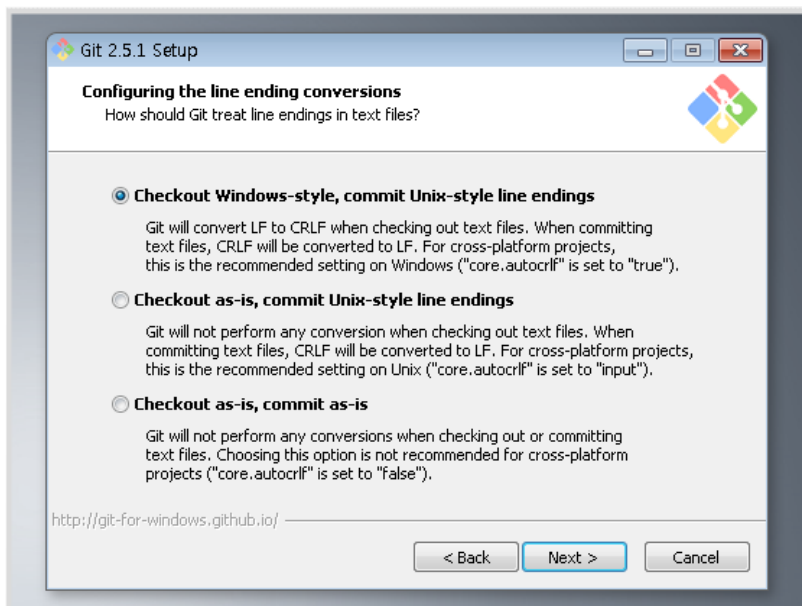 Git 2.5.1 Setup
Configuring the line ending conversions
How should Git treat line endings in text files?
Checkout Windows-style, commit Unix-style line endings
Git will convert LF to CRLF when checking out text files. When committing
text files, CRLF will be converted to LF. For cross-platform projects,
this is the recommended setting on Windows ("core.autocrlf" is set to "true").
Checkout as-is, commit Unix-style line endings
Git will not perform any conversion when checking out text files. When
committing text files, CRLF will be converted to LF. For cross-platform projects,
this is the recommended setting on Unix ("core.autocrlf" is set to "input").
Checkout as-is, commit as-is
Git will not perform any conversions when checking out or committing
text files. Choosing this option is not recommended for cross-platform
projects ("core.autocrlf" is set to "false").
http://git-for-windows.github.io/
< Back
Next >
Cancel